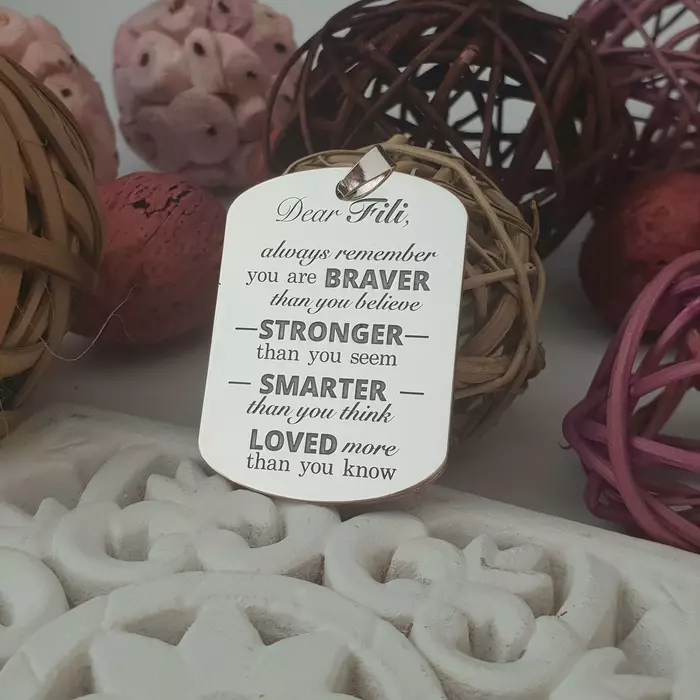 Dear Fili,
always remember
you are BRAVER
than you believe
—STRONGER—
than you seem
— SMARTER —
than you think
LOVED more
than you know